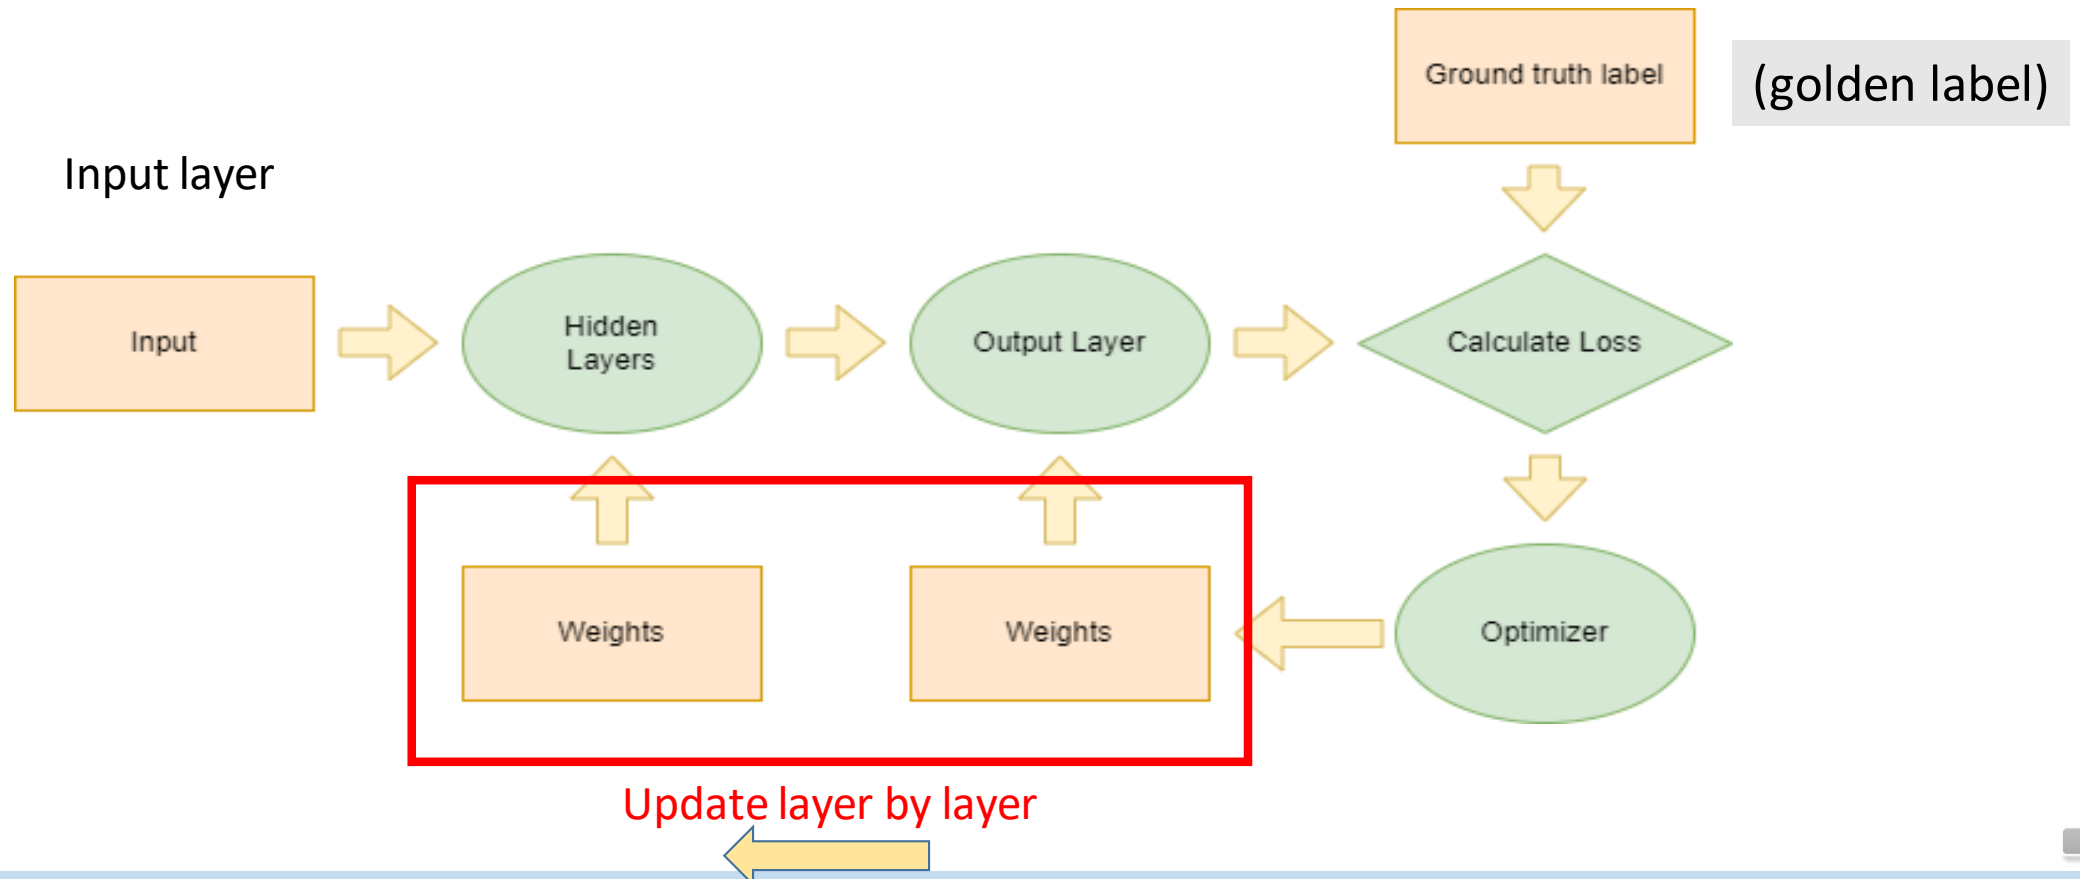 Ground truth label
(golden label)
Input layer
Input
Hidden
Layers
Output Layer
Calculate Loss
Weights
Weights
Optimizer
Update layer by layer